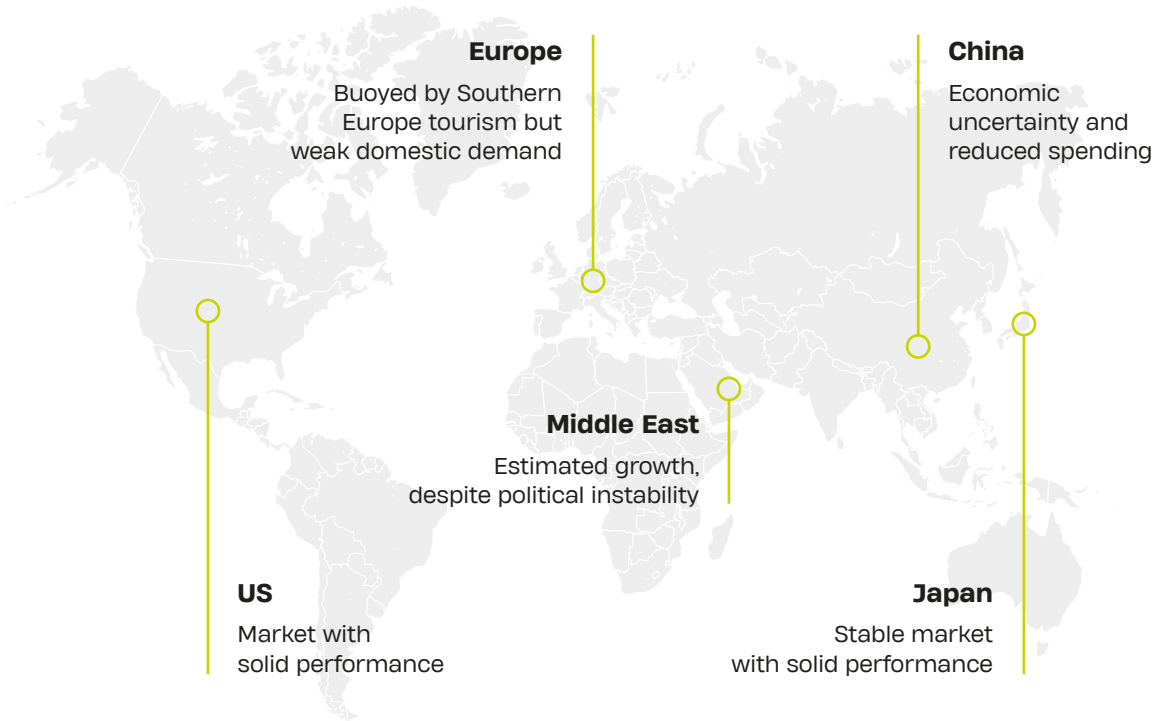 Europe
Buoyed by Southern
Europe tourism but
weak domestic demand
China
Economic
uncertainty and
reduced spending
Middle East
Estimated growth,
despite political instability
US
Market with
solid performance
Japan
Stable market
with solid performance